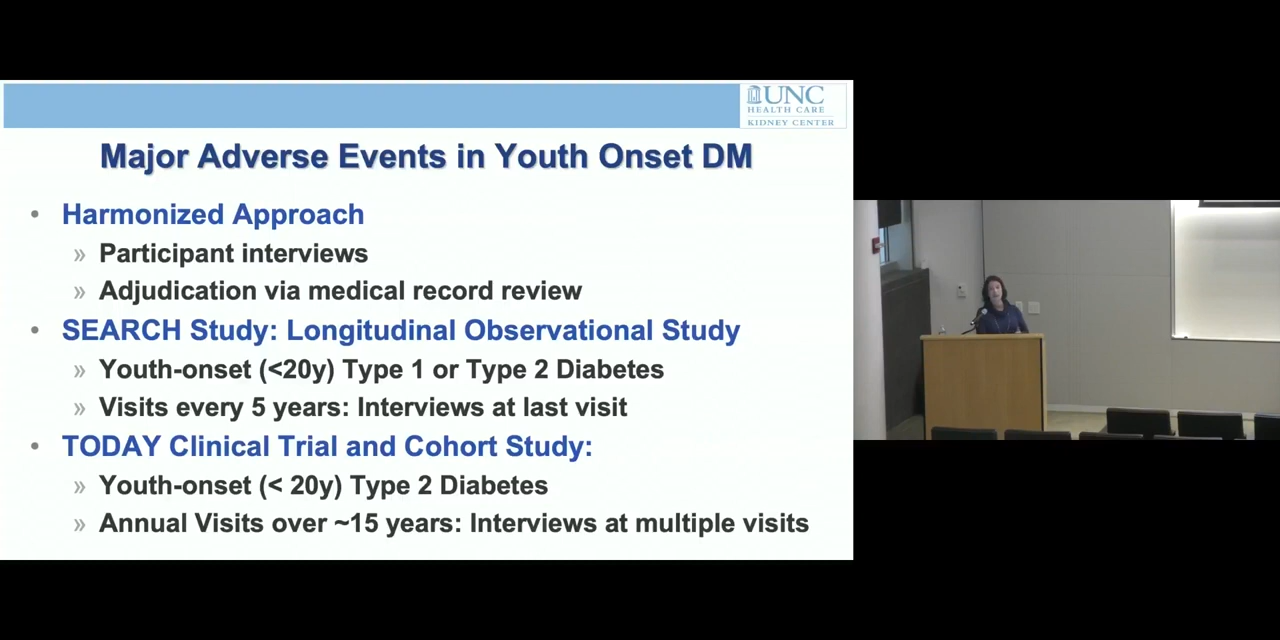 UNC
HEALTH CARE
KIDNEY CENTER
Major Adverse Events in Youth Onset DM
• Harmonized Approach
» Participant interviews
» Adjudication via medical record review
• SEARCH Study: Longitudinal Observational Study
» Youth-onset (<20y) Type 1 or Type 2 Diabetes
» Visits every 5 years: Interviews at last visit
• TODAY Clinical Trial and Cohort Study:
» Youth-onset (< 20y) Type 2 Diabetes
» Annual Visits over ~15 years: Interviews at multiple visits